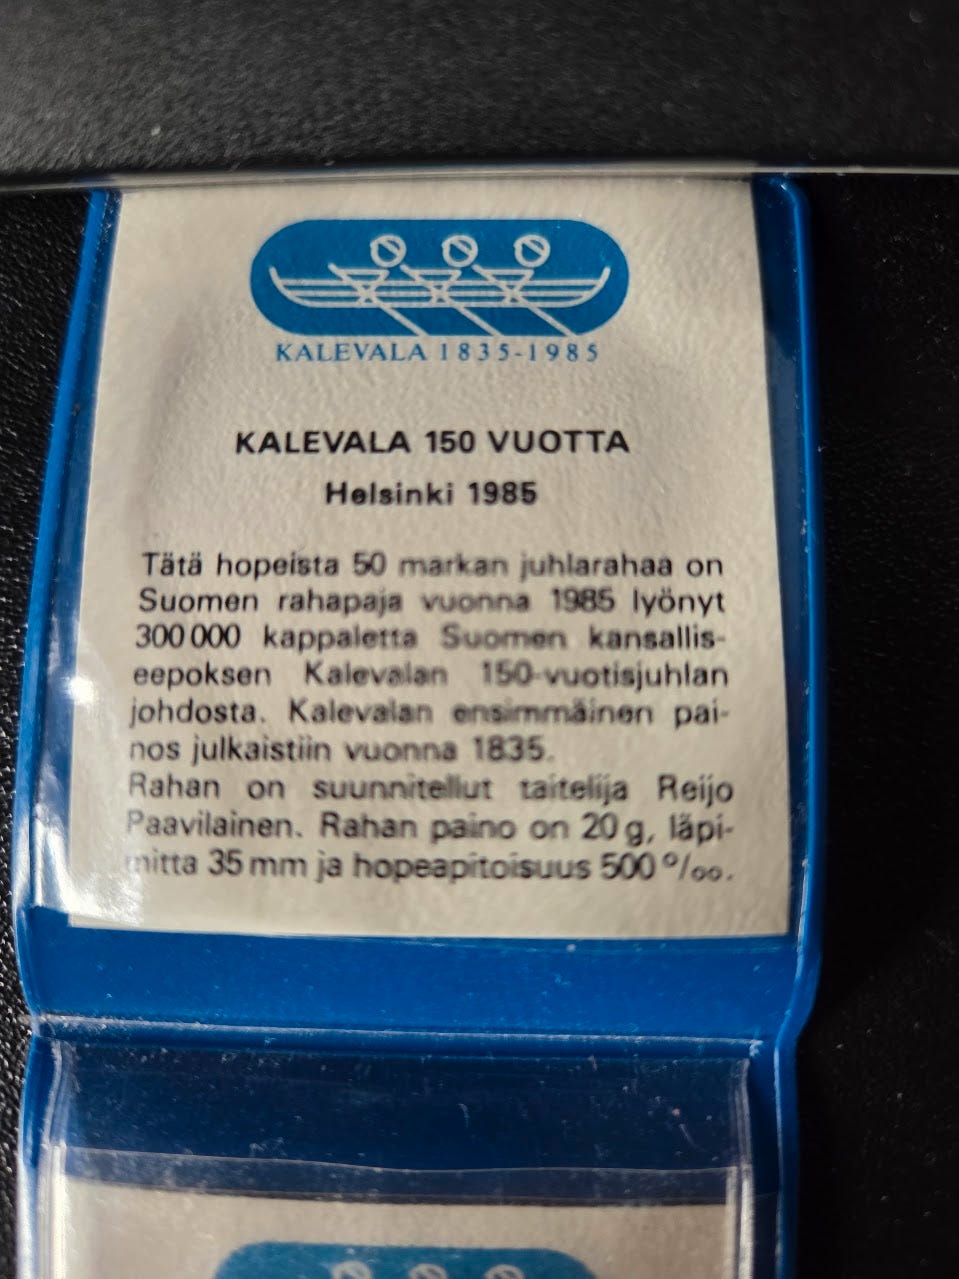 KALEVALA 1835-1985
KALEVALA 150 VUOTTA
Helsinki 1985
Tätä hopeista 50 markan juhlarahaa on
Suomen rahapaja vuonna 1985 lyönyt
300 000 kappaletta Suomen kansallis-
eepoksen Kalevalan 150-vuotisjuhlan
johdosta. Kalevalan ensimmäinen pai-
nos julkaistiin vuonna 1835.
Rahan on suunnitellut taitelija Reijo
Paavilainen. Rahan paino on 20 g, läpi-
mitta 35 mm ja hopeapitoisuus 500 º/oo.